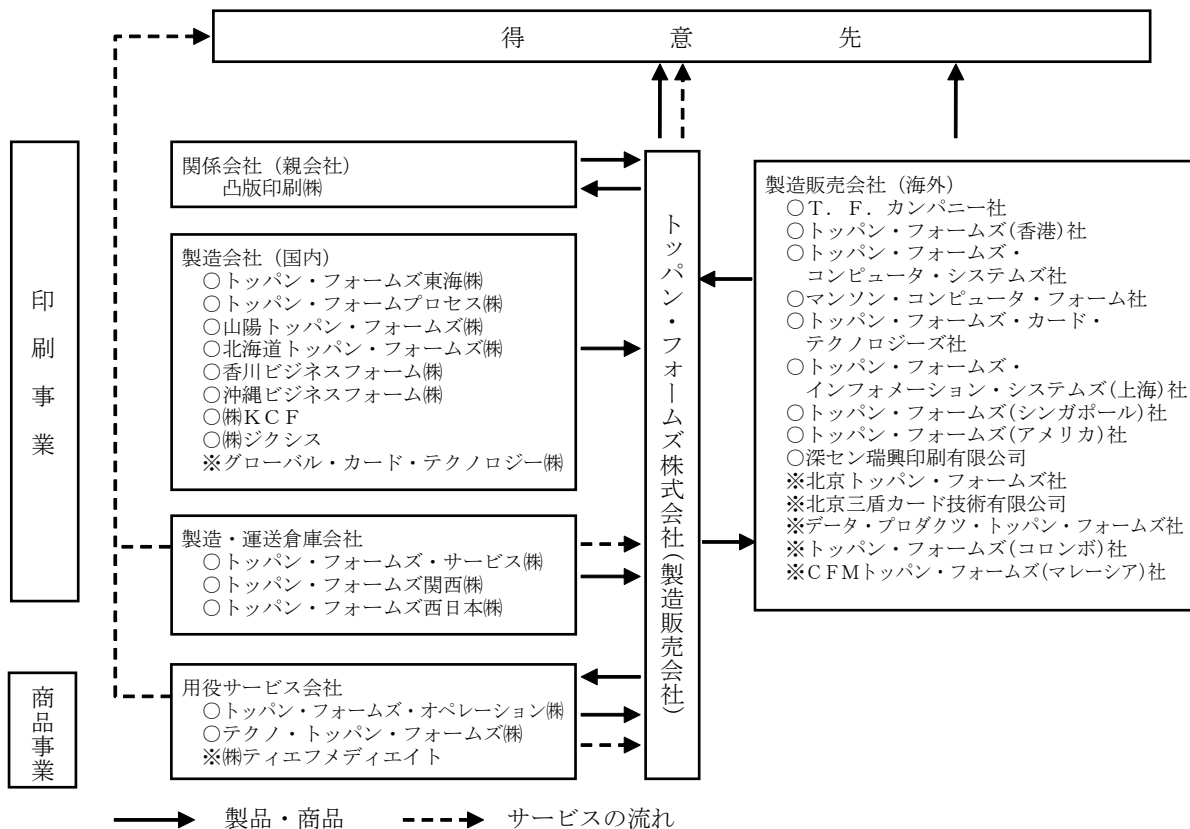 得意先
印刷事業
関係会社（親会社）
凸版印刷㈱
製造会社（国内）
○トッパン・フォームズ東海㈱
○トッパン・フォームプロセス㈱
○山陽トッパン・フォームズ㈱
○北海道トッパン・フォームズ㈱
○香川ビジネスフォーム㈱
○沖縄ビジネスフォーム㈱
○㈱ＫＣＦ
○㈱ジクシス
※グローバル・カード・テクノロジー㈱
製造・運送倉庫会社
○トッパン・フォームズ・サービス㈱
○トッパン・フォームズ関西㈱
○トッパン・フォームズ西日本㈱
商品事業
用役サービス会社
○トッパン・フォームズ・オペレーション㈱
○テクノ・トッパン・フォームズ㈱
※㈱ティエフメディエイト
トッパン・フォームズ株式会社（製造販売会社）
製造販売会社（海外）
○Ｔ．Ｆ．カンパニー社
○トッパン・フォームズ(香港)社
○トッパン・フォームズ・
コンピュータ・システムズ社
○マンソン・コンピュータ・フォーム社
○トッパン・フォームズ・カード・
テクノロジーズ社
○トッパン・フォームズ・
インフォメーション・システムズ(上海)社
○トッパン・フォームズ(シンガポール)社
○トッパン・フォームズ(アメリカ)社
○深セン瑞興印刷有限公司
※北京トッパン・フォームズ社
※北京三盾カード技術有限公司
※データ・プロダクツ・トッパン・フォームズ社
※トッパン・フォームズ(コロンボ)社
※ＣＦＭトッパン・フォームズ(マレーシア)社
製品・商品
サービスの流れ